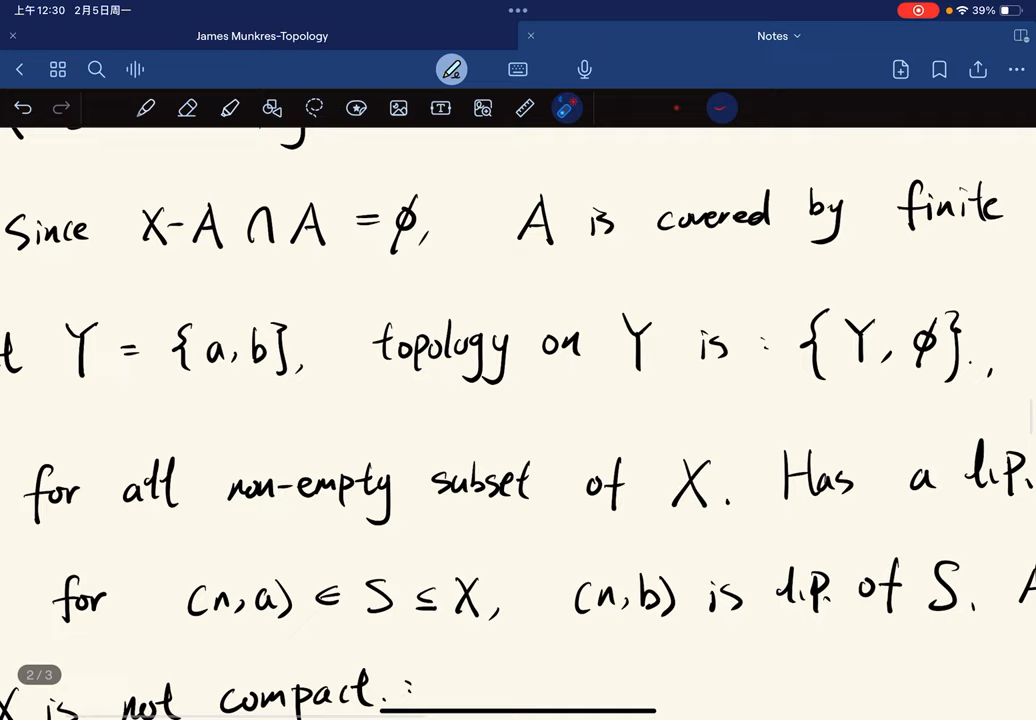 上午12:30 2月5日周一
39%
James Munkres-Topology
Notes
since X-A ∩ A = ϕ, A is covered by finite
Y = {a,b}, topology on Y is : {Y, ϕ}.,
for all non-empty subset of X. Has a l.p.
for (n,a) ∈ S ≤ X, (n,b) is l.p. of S.
2/3
X is not compact. :